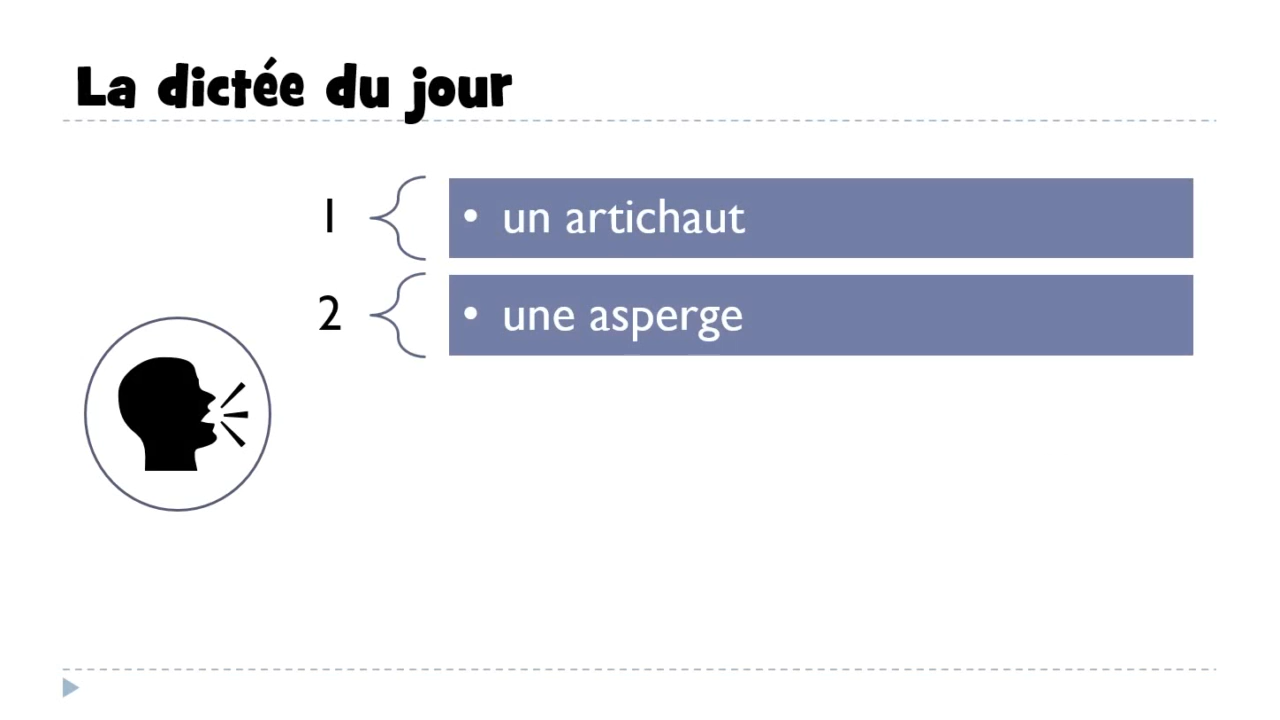 La dictée du jour
1
• un artichaut
2
• une asperge